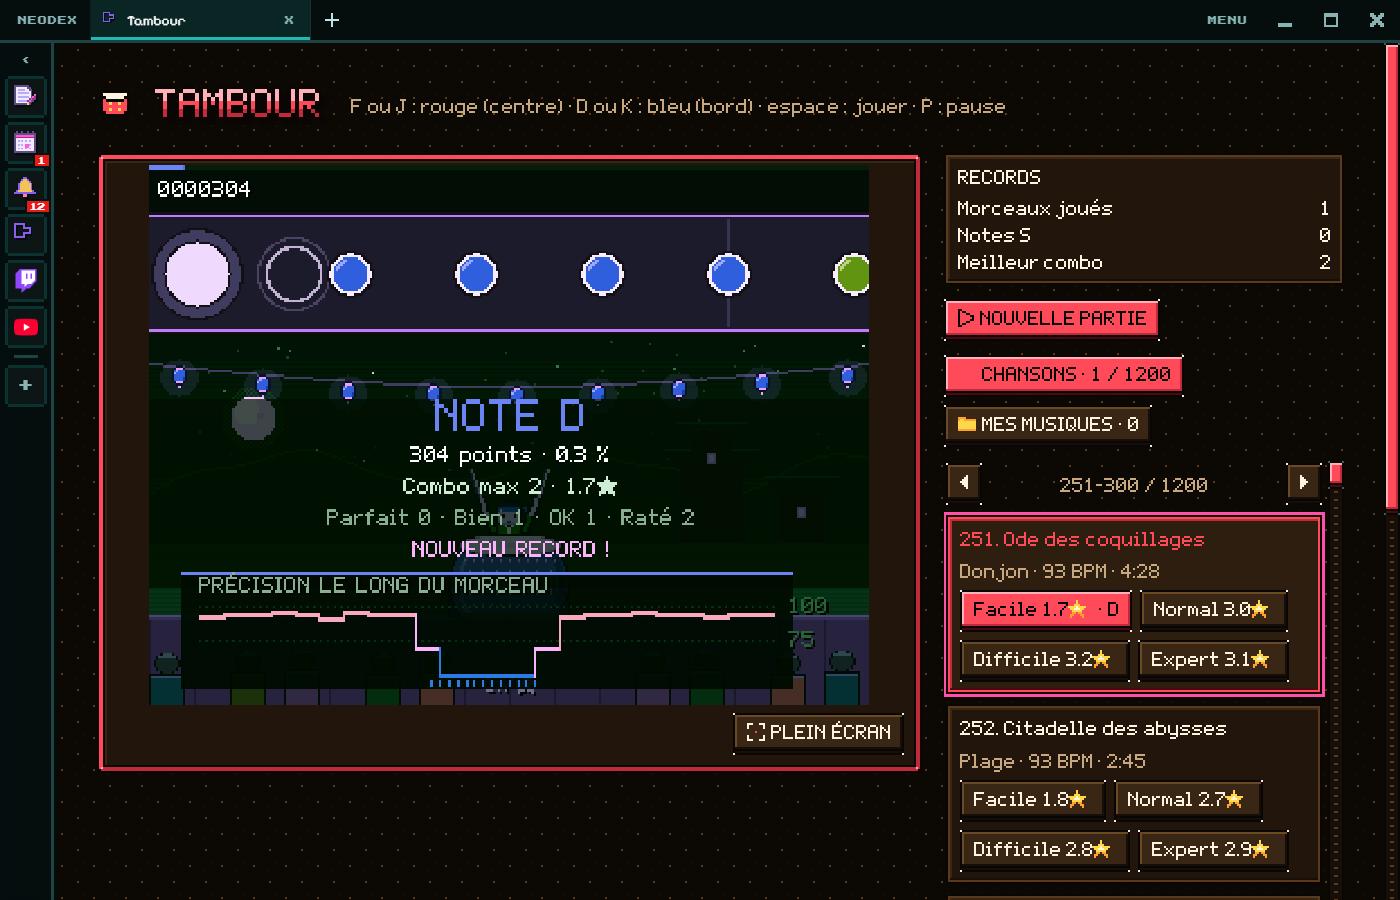 NEODEX
Tambour
MENU
1
12
TAMBOUR
F ou J : rouge (centre) · D ou K : bleu (bord) · espace : jouer · P : pause
0000304
NOTE D
304 points · 0.3 %
Combo max 2 · 1.7★
Parfait 0 · Bien 1 · OK 1 · Raté 2
NOUVEAU RECORD !
PRÉCISION LE LONG DU MORCEAU
100
75
PLEIN ÉCRAN
RECORDS
Morceaux joués 1
Notes S 0
Meilleur combo 2
NOUVELLE PARTIE
CHANSONS · 1 / 1200
MES MUSIQUES · 0
251-300 / 1200
251. Ode des coquillages
Donjon · 93 BPM · 4:28
Facile 1.7⭐ · D
Normal 3.0⭐
Difficile 3.2⭐
Expert 3.1⭐
252. Citadelle des abysses
Plage · 93 BPM · 2:45
Facile 1.8⭐
Normal 2.7⭐
Difficile 2.8⭐
Expert 2.9⭐